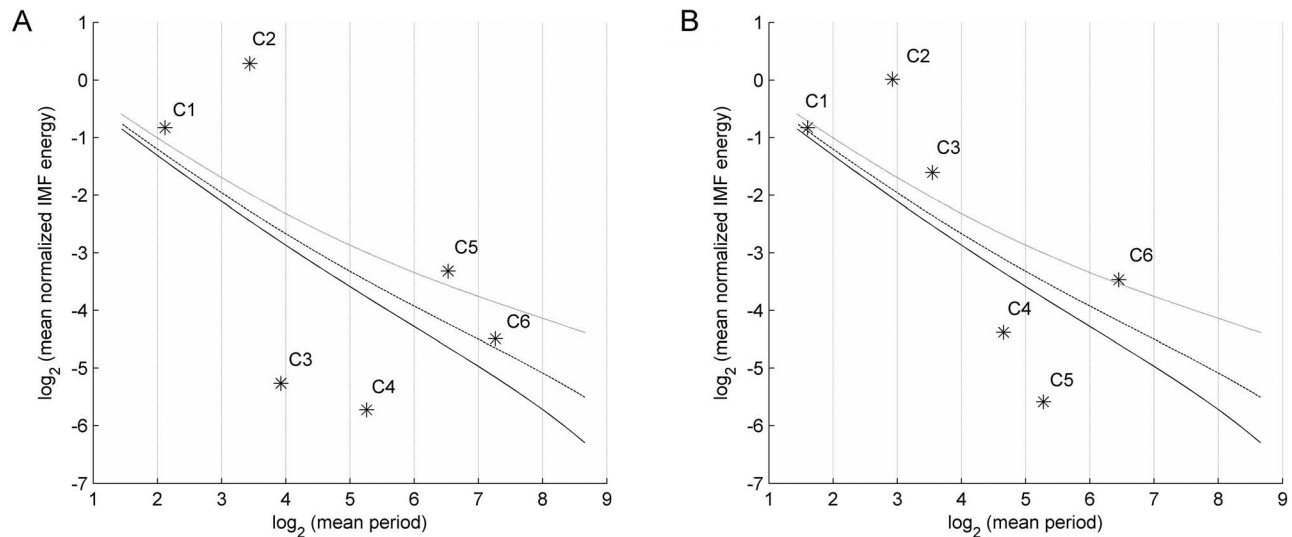 A
log2 (mean normalized IMF energy)
1
0
-1
-2
-3
-4
-5
-6
-7
C1
C2
C3
C4
C5
C6
1 2 3 4 5 6 7 8 9
log2 (mean period)
B
log2 (mean normalized IMF energy)
1
0
-1
-2
-3
-4
-5
-6
-7
C1
C2
C3
C4
C5
C6
1 2 3 4 5 6 7 8 9
log2 (mean period)